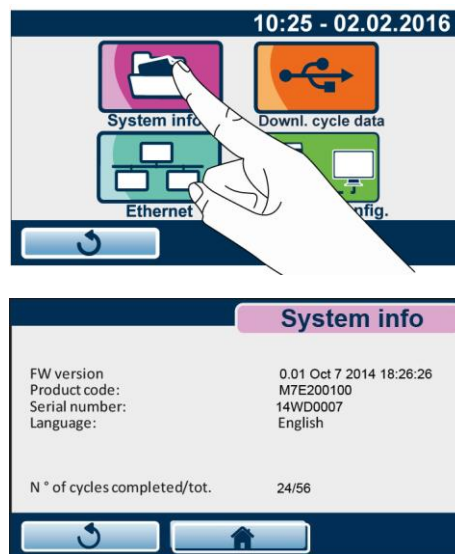 10:25 - 02.02.2016
System info
Downl. cycle data
Ethernet
nfig.
System info
FW version 0.01 Oct 7 2014 18:26:26
Product code: M7E200100
Serial number: 14WD0007
Language: English
N ° of cycles completed/tot. 24/56